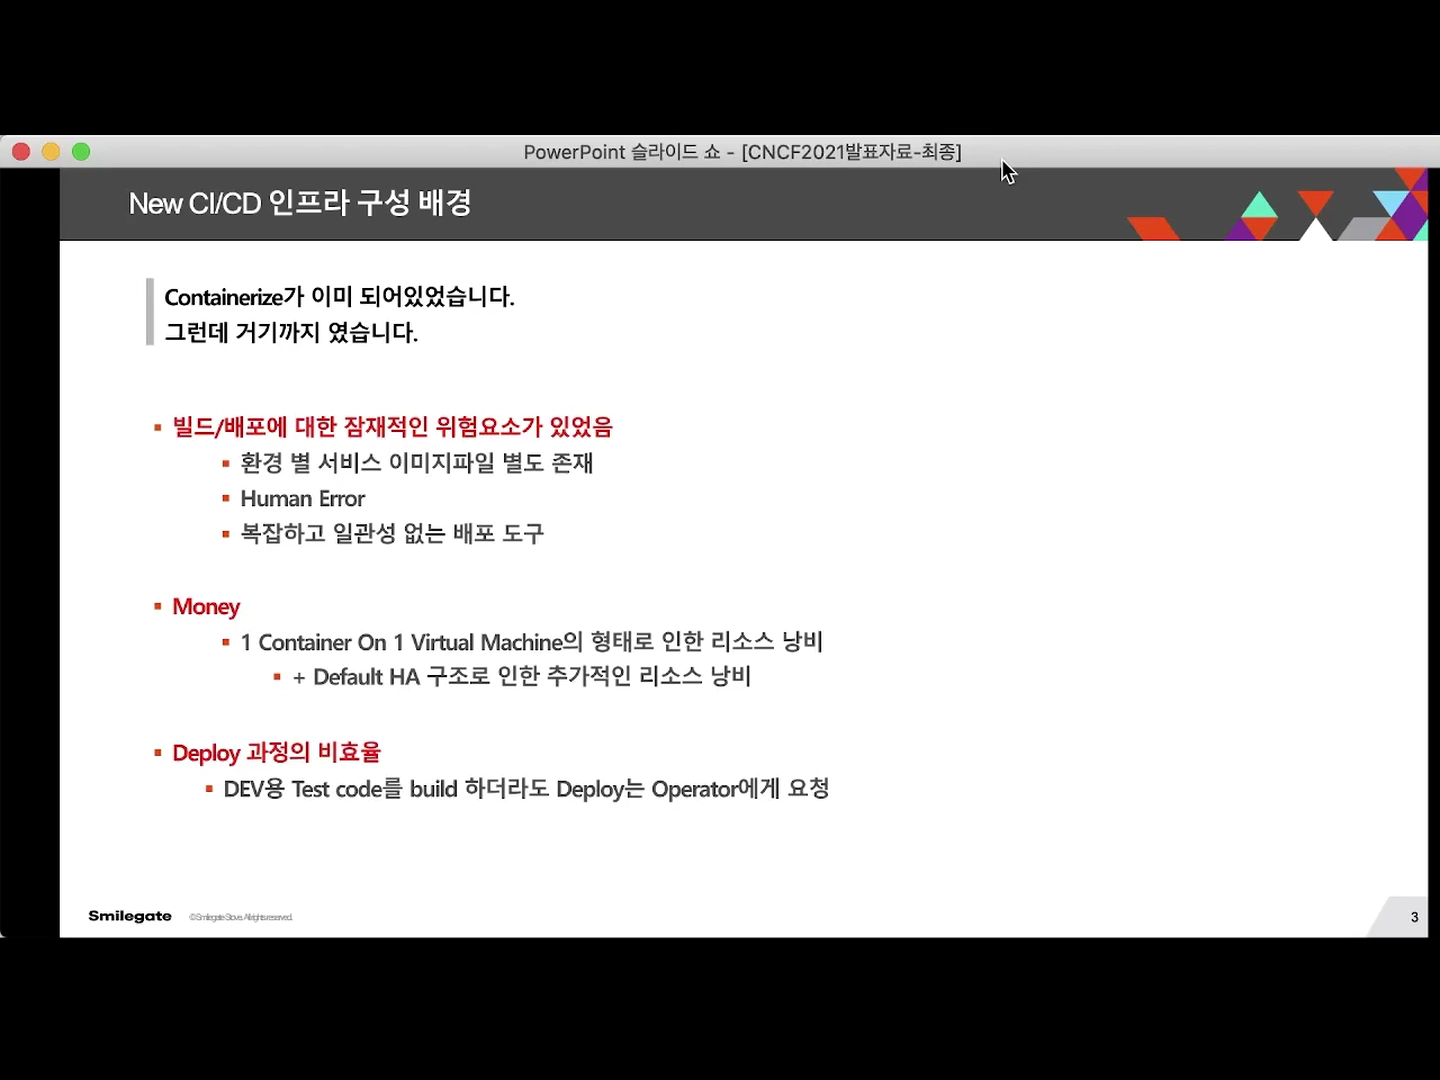 PowerPoint 슬라이드 쇼 - [CNCF2021발표자료-최종]
New CI/CD 인프라 구성 배경
Containerize가 이미 되어있었습니다.
그런데 거기까지 였습니다.
빌드/배포에 대한 잠재적인 위험요소가 있었음
환경 별 서비스 이미지파일 별도 존재
Human Error
복잡하고 일관성 없는 배포 도구
Money
1 Container On 1 Virtual Machine의 형태로 인한 리소스 낭비
+ Default HA 구조로 인한 추가적인 리소스 낭비
Deploy 과정의 비효율
DEV용 Test code를 build 하더라도 Deploy는 Operator에게 요청
Smilegate © Smilegate Stove. All rights reserved.
3